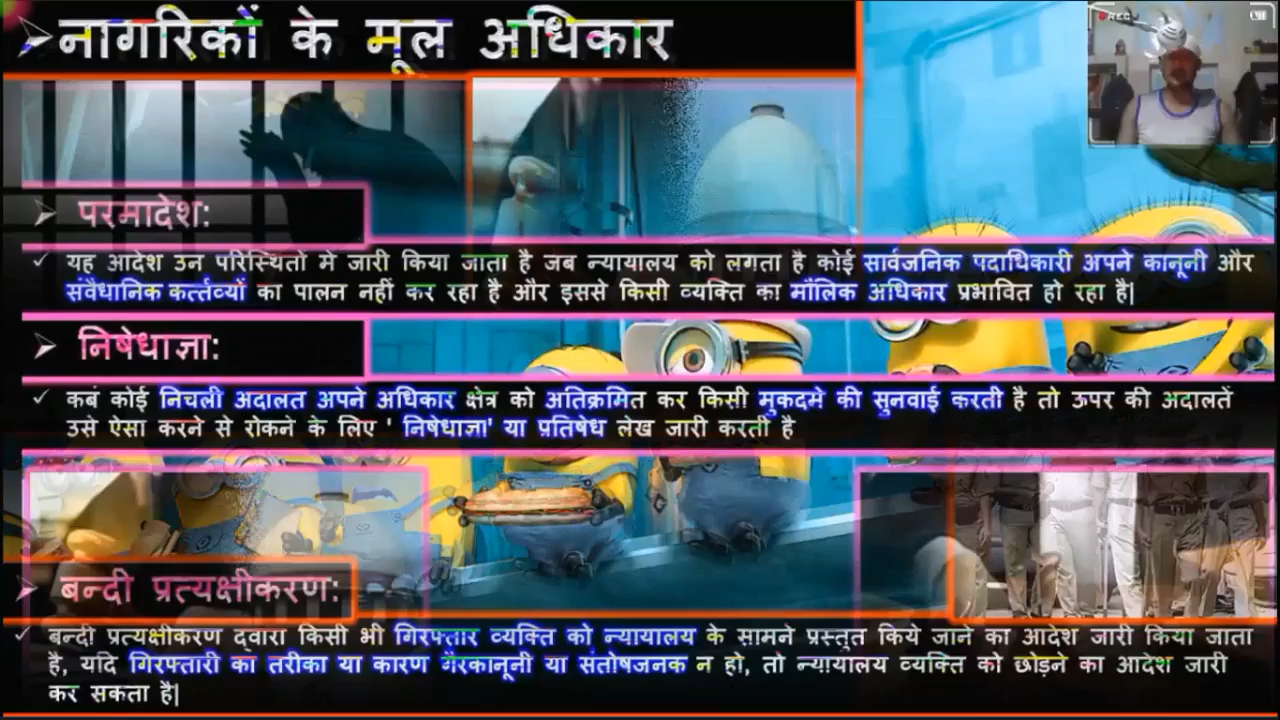 नागरिकों के मूल अधिकार
REC
परमादेश:
यह आदेश उन परिस्थितो में जारी किया जाता है जब न्यायालय को लगता है कोई सार्वजनिक पदाधिकारी अपने कानूनी और
संवैधानिक कर्त्तव्यों का पालन नहीं कर रहा है और इससे किसी व्यक्ति का मौलिक अधिकार प्रभावित हो रहा है|
निषेधाज्ञा:
कब कोई निचली अदालत अपने अधिकार क्षेत्र को अतिक्रमित कर किसी मुकदमे की सुनवाई करती है तो ऊपर की अदालतें
उसे ऐसा करने से रोकने के लिए ' निषेधाज्ञा' या प्रतिषेध लेख जारी करती है
बन्दी प्रत्यक्षीकरण:
बन्दी प्रत्यक्षीकरण द्वारा किसी भी गिरफ्तार व्यक्ति को न्यायालय के सामने प्रस्तुत किये जाने का आदेश जारी किया जाता
है, यदि गिरफ्तारी का तरीका या कारण गैरकानूनी या संतोषजनक न हो, तो न्यायालय व्यक्ति को छोड़ने का आदेश जारी
कर सकता है|